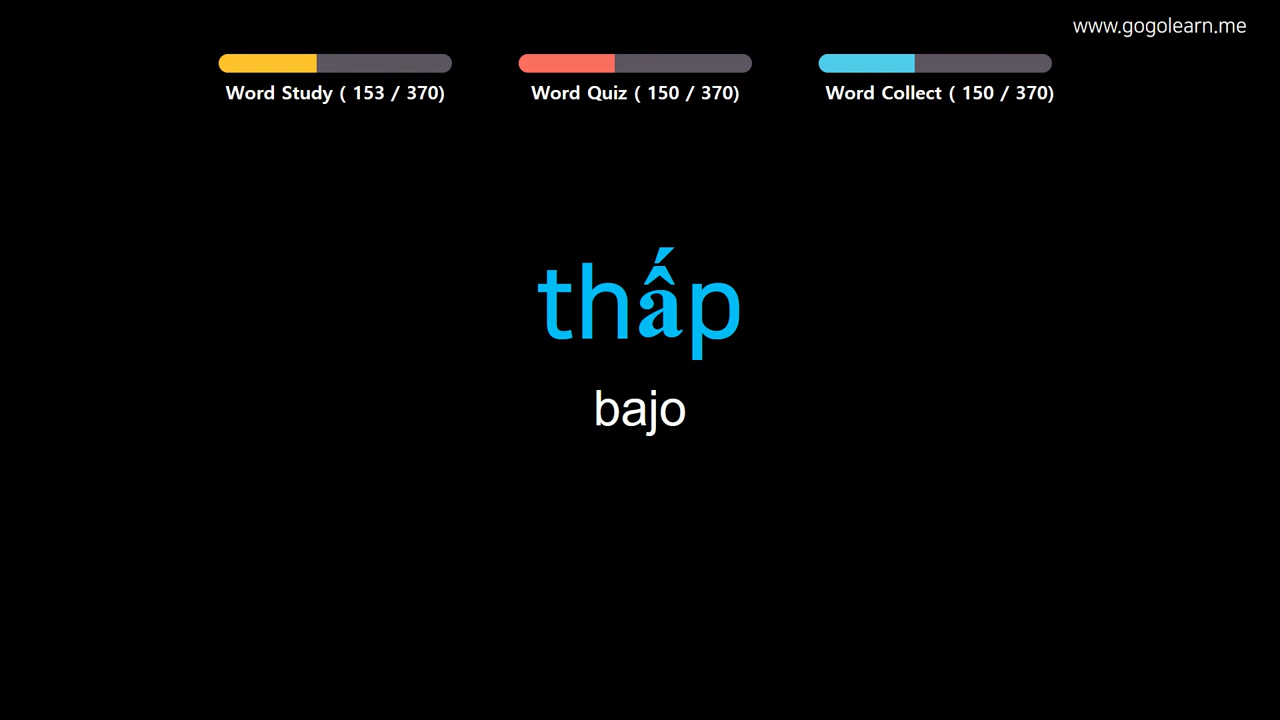 www.gogolearn.me
Word Study ( 153 / 370)
Word Quiz ( 150 / 370)
Word Collect ( 150 / 370)
thấp
bajo